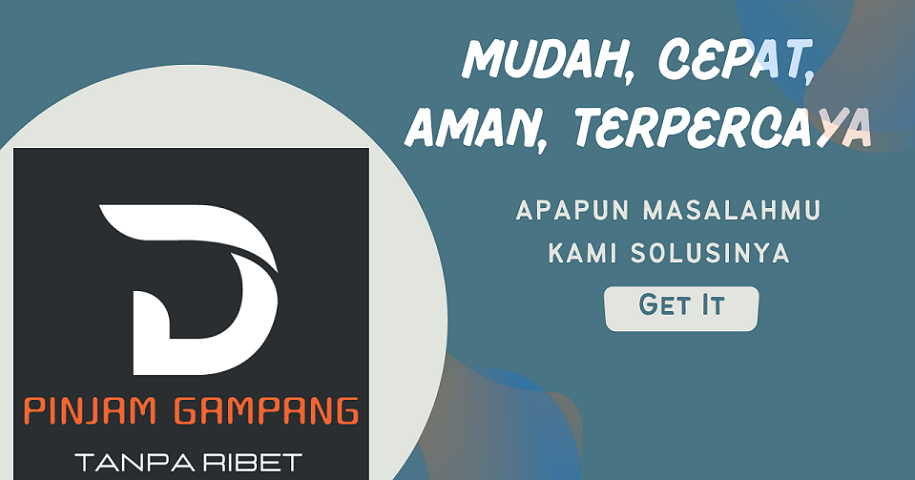 MUDAH, CEPAT,
AMAN, TERPERCAYA
APAPUN MASALAHMU
KAMI SOLUSINYA
GET IT
D
PINJAM GAMPANG
TANPA RIBET